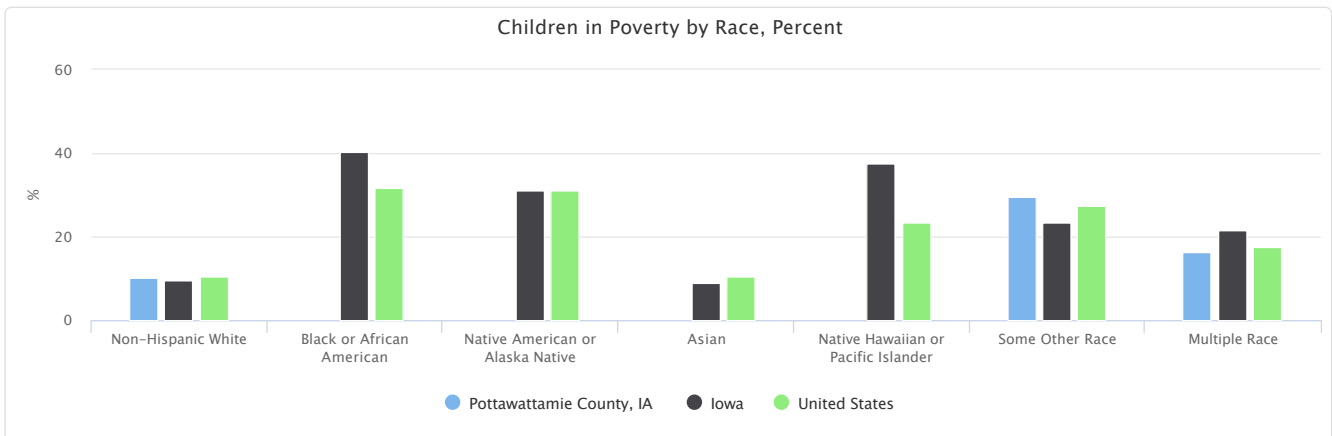 Children in Poverty by Race, Percent
60
40
20
0
%
Non-Hispanic White
Black or African
American
Native American or
Alaska Native
Asian
Native Hawaiian or
Pacific Islander
Some Other Race
Multiple Race
Pottawattamie County, IA
Iowa
United States